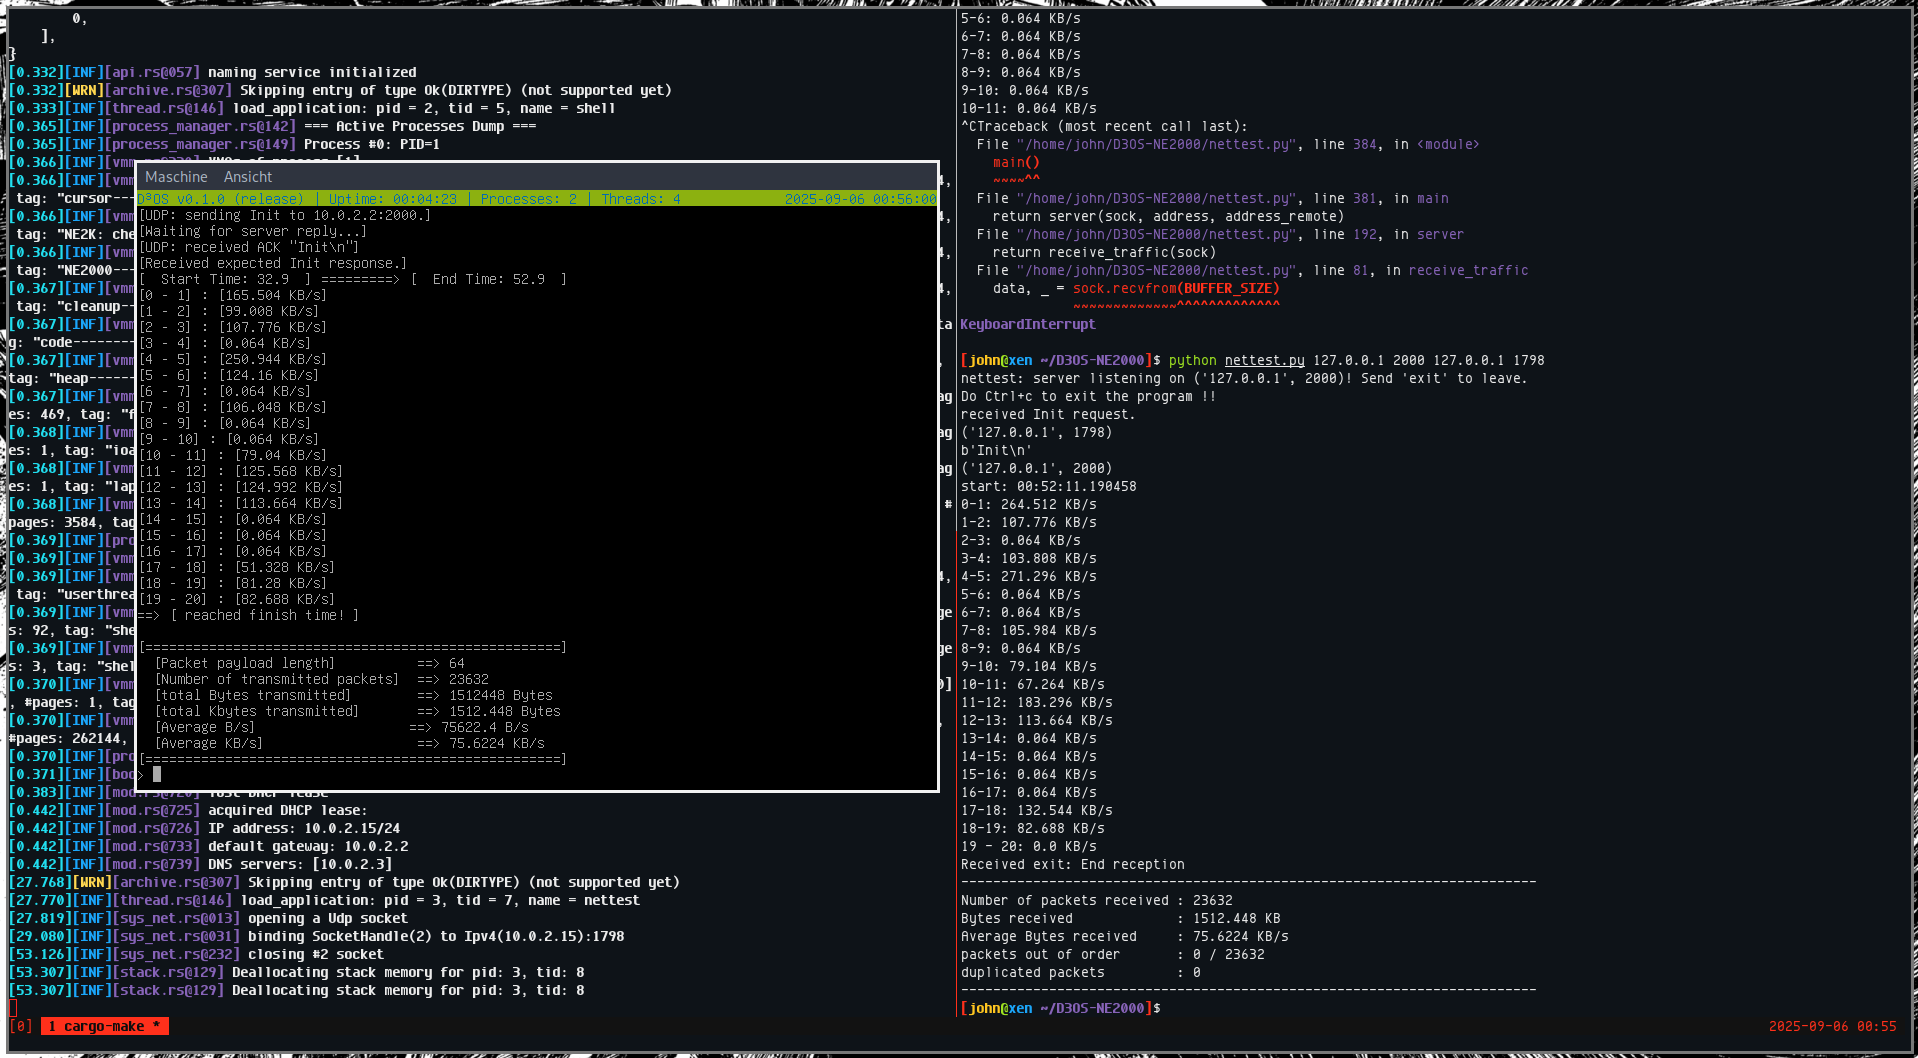 0,
],
}
[0.332][INF][api.rs@057] naming service initialized
[0.332][WRN][archive.rs@307] Skipping entry of type Ok(DIRTYPE) (not supported yet)
[0.333][INF][thread.rs@146] load_application: pid = 2, tid = 5, name = shell
[0.365][INF][process_manager.rs@142] === Active Processes Dump ===
[0.365][INF][process_manager.rs@149] Process #0: PID=1
[0.366][INF]
[0.366][INF][vmm 4,
tag: "cursor---
[0.366][INF][vmm 4,
tag: "NE2K: che
[0.366][INF][vmm 4,
tag: "NE2000---
[0.367][INF][vmm 4,
tag: "cleanup--
[0.367][INF][vmm ta
g: "code--------
[0.367][INF][vmm ,
tag: "heap------
[0.367][INF][vmm ag
es: 469, tag: "f
[0.368][INF][vmm ag
es: 1, tag: "ioa
[0.368][INF][vmm ag
es: 1, tag: "lap
[0.368][INF][vmm #
pages: 3584, tag
[0.369][INF][pro
[0.369][INF][vmm
[0.369][INF][vmm 4,
tag: "userthrea
[0.369][INF][vmm ge
s: 92, tag: "she
[0.369][INF][vmm ge
s: 3, tag: "shel
[0.370][INF][vmm 0]
, #pages: 1, tag
[0.370][INF][vmm ,
#pages: 262144,
[0.370][INF][pro
[0.371][INF][boo
[0.383][INF]
[0.442][INF][mod.rs@725] acquired DHCP lease:
[0.442][INF][mod.rs@726] IP address: 10.0.2.15/24
[0.442][INF][mod.rs@733] default gateway: 10.0.2.2
[0.442][INF][mod.rs@739] DNS servers: [10.0.2.3]
[27.768][WRN][archive.rs@307] Skipping entry of type Ok(DIRTYPE) (not supported yet)
[27.770][INF][thread.rs@146] load_application: pid = 3, tid = 7, name = nettest
[27.819][INF][sys_net.rs@013] opening a Udp socket
[29.080][INF][sys_net.rs@031] binding SocketHandle(2) to Ipv4(10.0.2.15):1798
[53.126][INF][sys_net.rs@232] closing #2 socket
[53.307][INF][stack.rs@129] Deallocating stack memory for pid: 3, tid: 8
[53.307][INF][stack.rs@129] Deallocating stack memory for pid: 3, tid: 8
Maschine Ansicht
D³OS v0.1.0 (release) | Uptime: 00:04:23 | Processes: 2 | Threads: 4 2025-09-06 00:56:00
[UDP: sending Init to 10.0.2.2:2000.]
[Waiting for server reply...]
[UDP: received ACK "Init\n"]
[Received expected Init response.]
[ Start Time: 32.9 ] =========> [ End Time: 52.9 ]
[0 - 1] : [165.504 KB/s]
[1 - 2] : [99.008 KB/s]
[2 - 3] : [107.776 KB/s]
[3 - 4] : [0.064 KB/s]
[4 - 5] : [250.944 KB/s]
[5 - 6] : [124.16 KB/s]
[6 - 7] : [0.064 KB/s]
[7 - 8] : [106.048 KB/s]
[8 - 9] : [0.064 KB/s]
[9 - 10] : [0.064 KB/s]
[10 - 11] : [79.04 KB/s]
[11 - 12] : [125.568 KB/s]
[12 - 13] : [124.992 KB/s]
[13 - 14] : [113.664 KB/s]
[14 - 15] : [0.064 KB/s]
[15 - 16] : [0.064 KB/s]
[16 - 17] : [0.064 KB/s]
[17 - 18] : [51.328 KB/s]
[18 - 19] : [81.28 KB/s]
[19 - 20] : [82.688 KB/s]
==> [ reached finish time! ]
[====================================================]
[Packet payload length] ==> 64
[Number of transmitted packets] ==> 23632
[total Bytes transmitted] ==> 1512448 Bytes
[total Kbytes transmitted] ==> 1512.448 Bytes
[Average B/s] ==> 75622.4 B/s
[Average KB/s] ==> 75.6224 KB/s
[====================================================]
>
5-6: 0.064 KB/s
6-7: 0.064 KB/s
7-8: 0.064 KB/s
8-9: 0.064 KB/s
9-10: 0.064 KB/s
10-11: 0.064 KB/s
^CTraceback (most recent call last):
File "/home/john/D3OS-NE2000/nettest.py", line 384, in <module>
main()
~~~~^^
File "/home/john/D3OS-NE2000/nettest.py", line 381, in main
return server(sock, address, address_remote)
File "/home/john/D3OS-NE2000/nettest.py", line 192, in server
return receive_traffic(sock)
File "/home/john/D3OS-NE2000/nettest.py", line 81, in receive_traffic
data, _ = sock.recvfrom(BUFFER_SIZE)
~~~~~~~~~~~~~^^^^^^^^^^^^^
KeyboardInterrupt
[john@xen ~/D3OS-NE2000]$ python nettest.py 127.0.0.1 2000 127.0.0.1 1798
nettest: server listening on ('127.0.0.1', 2000)! Send 'exit' to leave.
Do Ctrl+c to exit the program !!
received Init request.
('127.0.0.1', 1798)
b'Init\n'
('127.0.0.1', 2000)
start: 00:52:11.190458
0-1: 264.512 KB/s
1-2: 107.776 KB/s
2-3: 0.064 KB/s
3-4: 103.808 KB/s
4-5: 271.296 KB/s
5-6: 0.064 KB/s
6-7: 0.064 KB/s
7-8: 105.984 KB/s
8-9: 0.064 KB/s
9-10: 79.104 KB/s
10-11: 67.264 KB/s
11-12: 183.296 KB/s
12-13: 113.664 KB/s
13-14: 0.064 KB/s
14-15: 0.064 KB/s
15-16: 0.064 KB/s
16-17: 0.064 KB/s
17-18: 132.544 KB/s
18-19: 82.688 KB/s
19 - 20: 0.0 KB/s
Received exit: End reception
------------------------------------------------------------------------
Number of packets received : 23632
Bytes received : 1512.448 KB
Average Bytes received : 75.6224 KB/s
packets out of order : 0 / 23632
duplicated packets : 0
------------------------------------------------------------------------
[john@xen ~/D3OS-NE2000]$
[0] 1 cargo-make * 2025-09-06 00:55